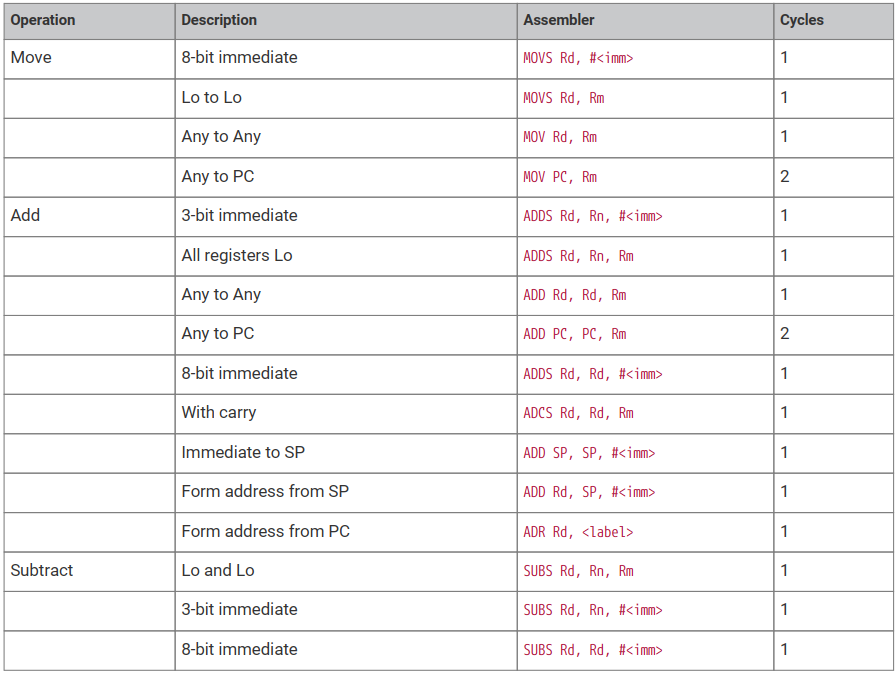 Operation Description Assembler Cycles
Move 8-bit immediate MOVS Rd, #<imm> 1
Lo to Lo MOVS Rd, Rm 1
Any to Any MOV Rd, Rm 1
Any to PC MOV PC, Rm 2
Add 3-bit immediate ADDS Rd, Rn, #<imm> 1
All registers Lo ADDS Rd, Rn, Rm 1
Any to Any ADD Rd, Rd, Rm 1
Any to PC ADD PC, PC, Rm 2
8-bit immediate ADDS Rd, Rd, #<imm> 1
With carry ADCS Rd, Rd, Rm 1
Immediate to SP ADD SP, SP, #<imm> 1
Form address from SP ADD Rd, SP, #<imm> 1
Form address from PC ADR Rd, <label> 1
Subtract Lo and Lo SUBS Rd, Rn, Rm 1
3-bit immediate SUBS Rd, Rn, #<imm> 1
8-bit immediate SUBS Rd, Rd, #<imm> 1